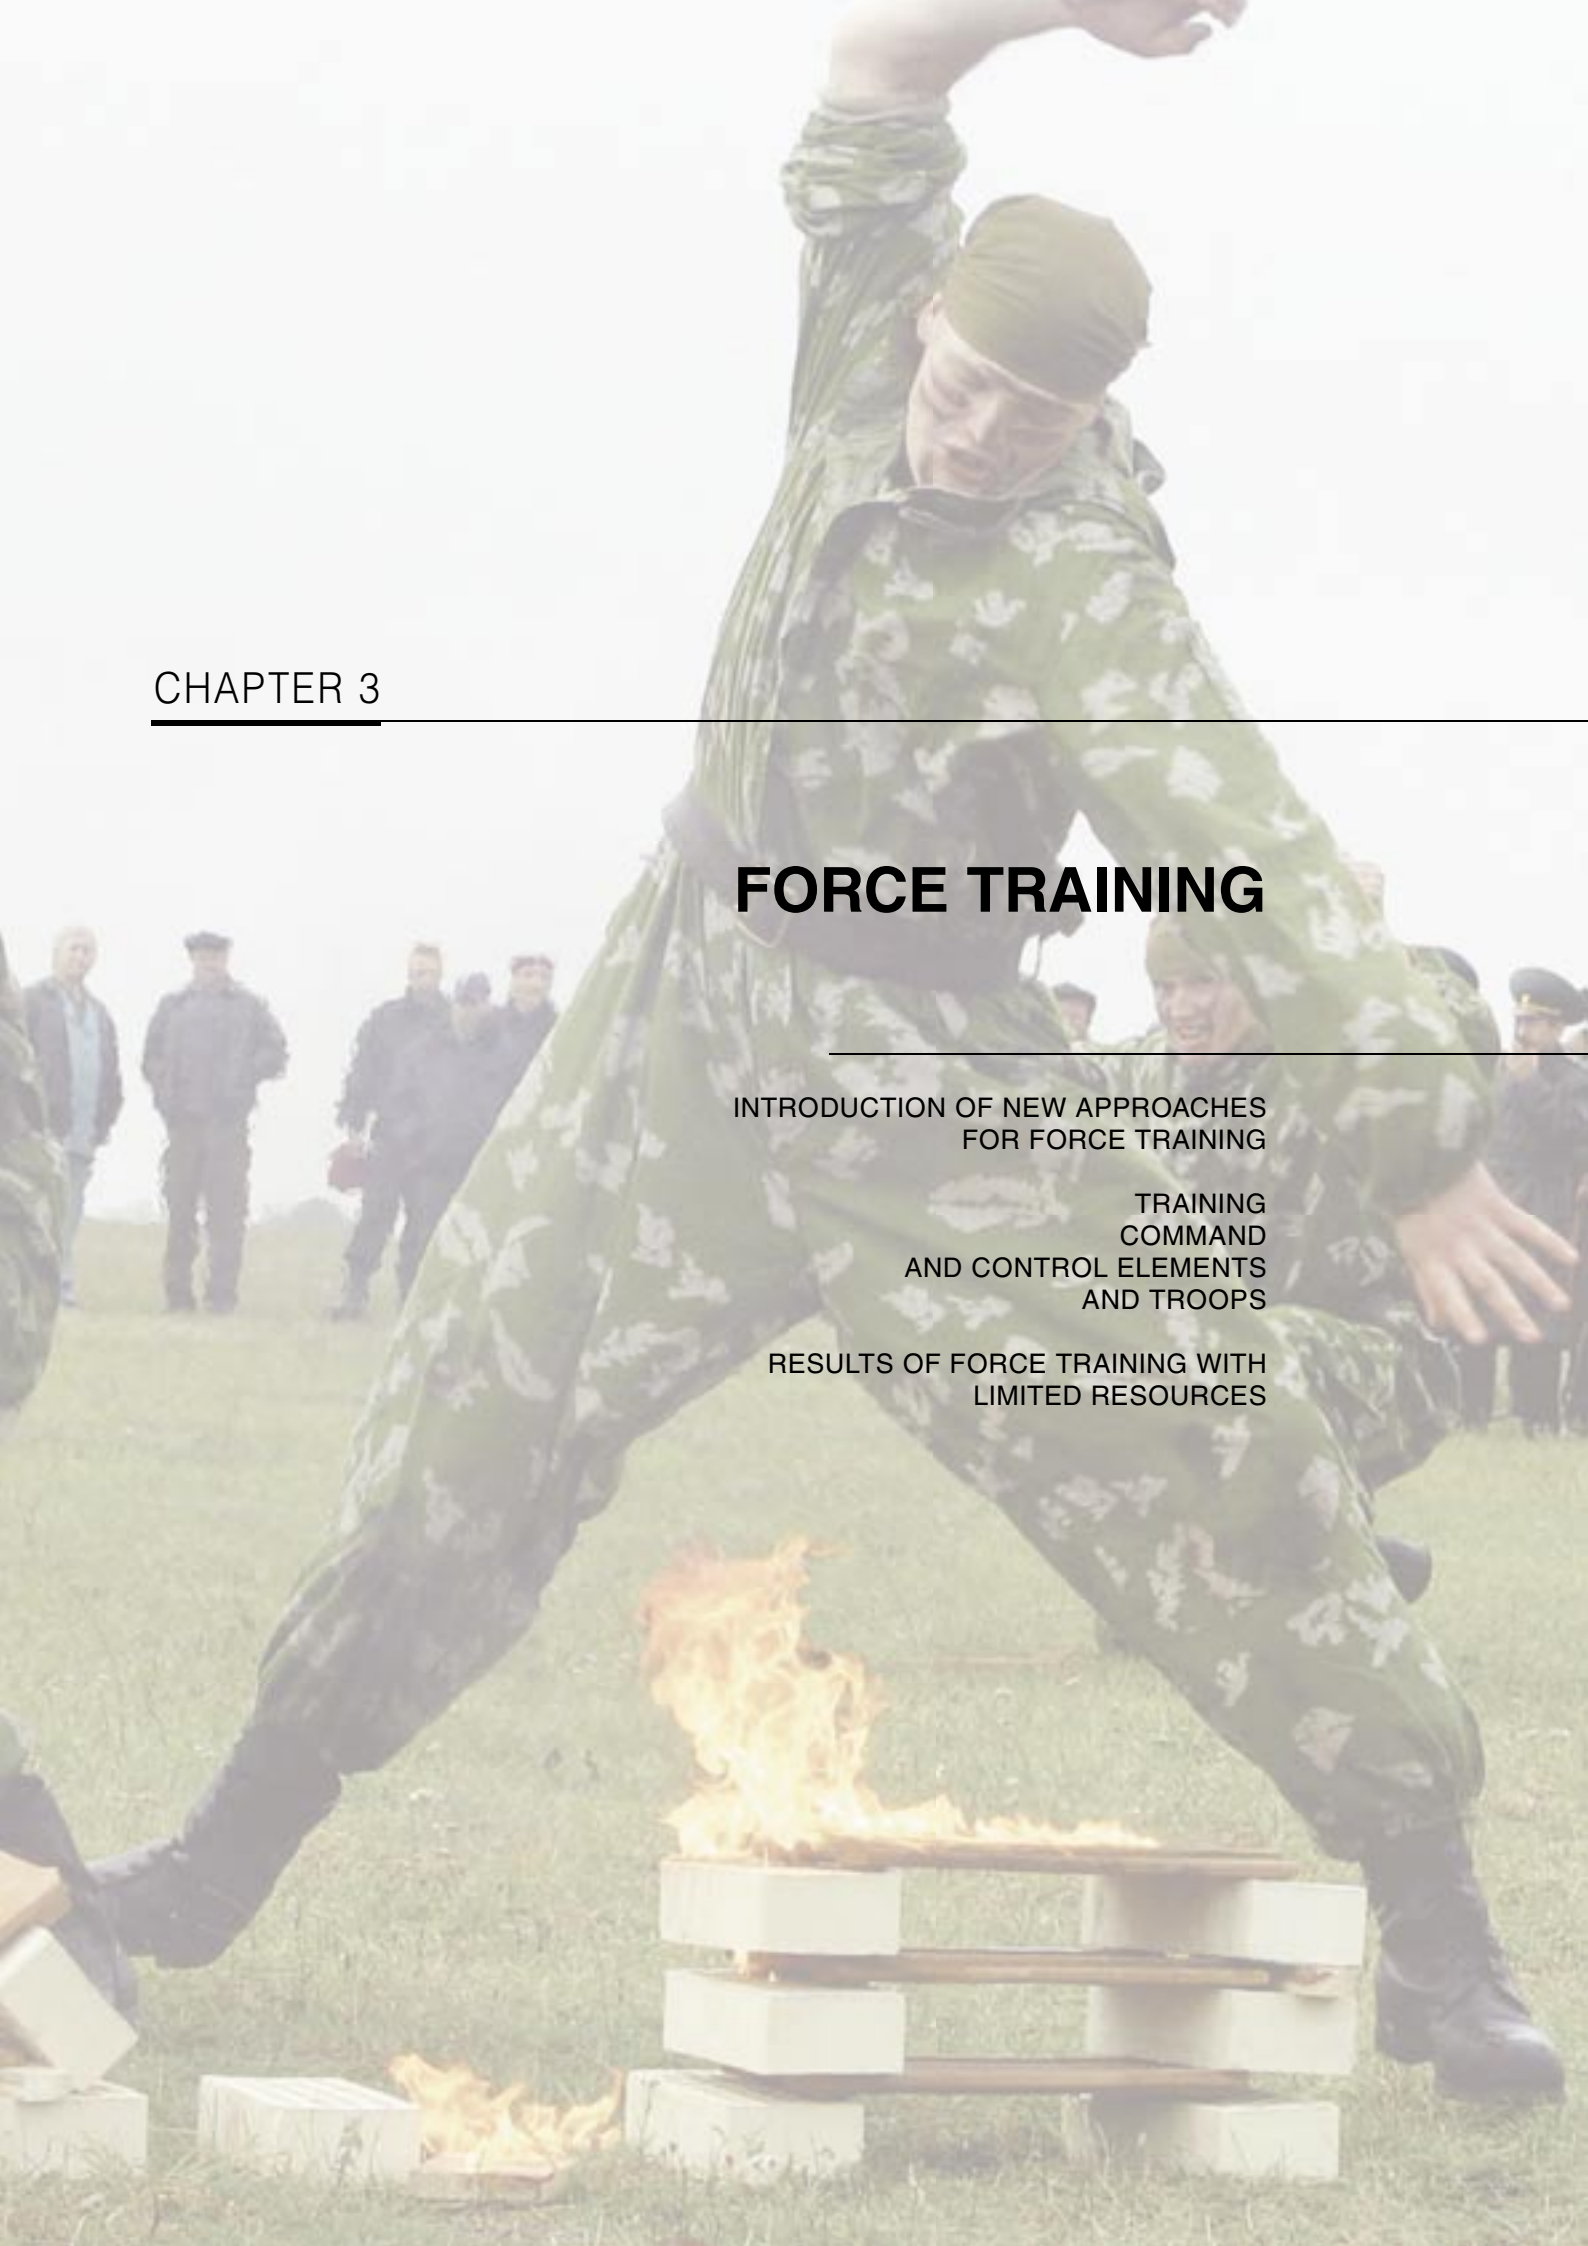 CHAPTER 3
FORCE TRAINING
INTRODUCTION OF NEW APPROACHES
FOR FORCE TRAINING
TRAINING
COMMAND
AND CONTROL ELEMENTS
AND TROOPS
RESULTS OF FORCE TRAINING WITH
LIMITED RESOURCES